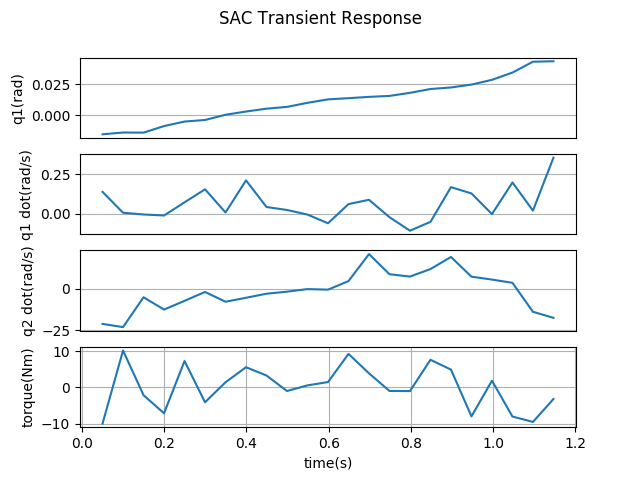 SAC Transient Response
q1(rad)
0.025
0.000
q1 dot(rad/s)
0.25
0.00
q2 dot(rad/s)
0
−25
torque(Nm)
10
0
−10
0.0 0.2 0.4 0.6 0.8 1.0 1.2
time(s)